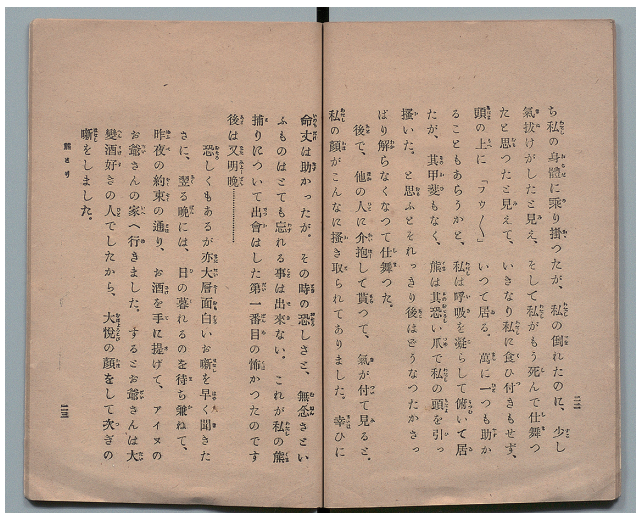 ち私の身體に乘り掛つたが、私の倒れたのに、少し
氣拔けがしたと見え、そして私がもう死んで仕舞つ
たと思つたと見えて、いきなり私に食ひ付きもせず、
頭の上に「フウ〱」いつて居る。萬に一つも助か
ることもあらうかと、私は呼吸を凝らして俯いて居
たが、其甲斐もなく、熊は其恐い爪で私の頭を引つ
搔いた、と思ふとそれつきり後はどうなつたかさつ
ぱり解らなくなつて仕舞つた。
後で、他の人に介抱して貰つて、氣が付て見ると、
私の顏がこんなに搔き取られてありました。幸ひに
二二
命丈は助かつたが。その時の恐しさと、無念さとい
ふものはとても忘れる事は出來ない、これが私の熊
捕りについて出會はした第一番目の怖かつたのです
後は又明晩…………
恐しくもあるが亦大層面白いお噺を早く聞きた
さに、翌る晩には、日の暮れるのを待ち兼ねて、
昨夜の約束の通り、お酒を手に提げて、アイヌの
お爺さんの家へ行きました。するとお爺さんは大
變酒好きの人でしたから、大悅の顏をして次ぎの
噺をしました。
二三